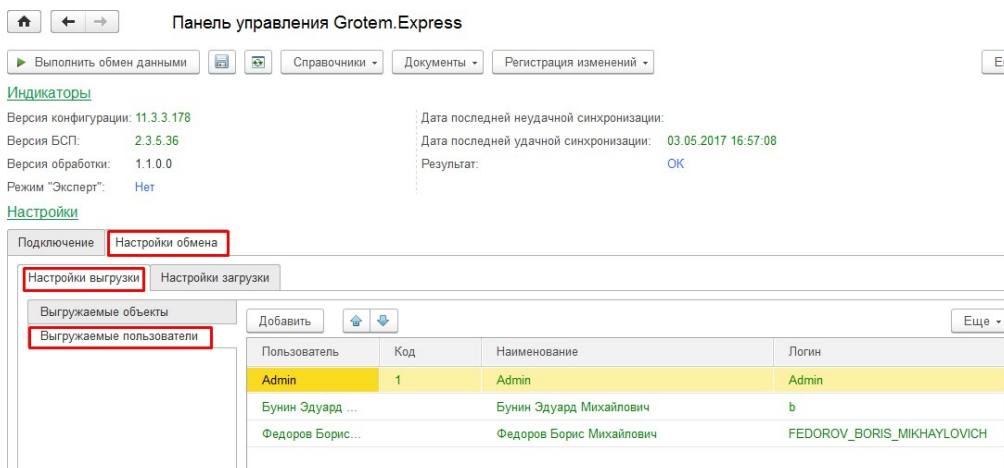 Панель управления Grotem.Express
Выполнить обмен данными Справочники Документы Регистрация изменений
Индикаторы
Версия конфигурации: 11.3.3.178 Дата последней неудачной синхронизации:
Версия БСП: 2.3.5.36 Дата последней удачной синхронизации: 03.05.2017 16:57:08
Версия обработки: 1.1.0.0 Результат: OK
Режим "Эксперт": Нет
Настройки
Подключение Настройки обмена
Настройки выгрузки Настройки загрузки
Выгружаемые объекты
Выгружаемые пользователи
Добавить Еще
Пользователь Код Наименование Логин
Admin 1 Admin Admin
Бунин Эдуард ... Бунин Эдуард Михайлович b
Федоров Борис... Федоров Борис Михайлович FEDOROV_BORIS_MIKHAYLOVICH